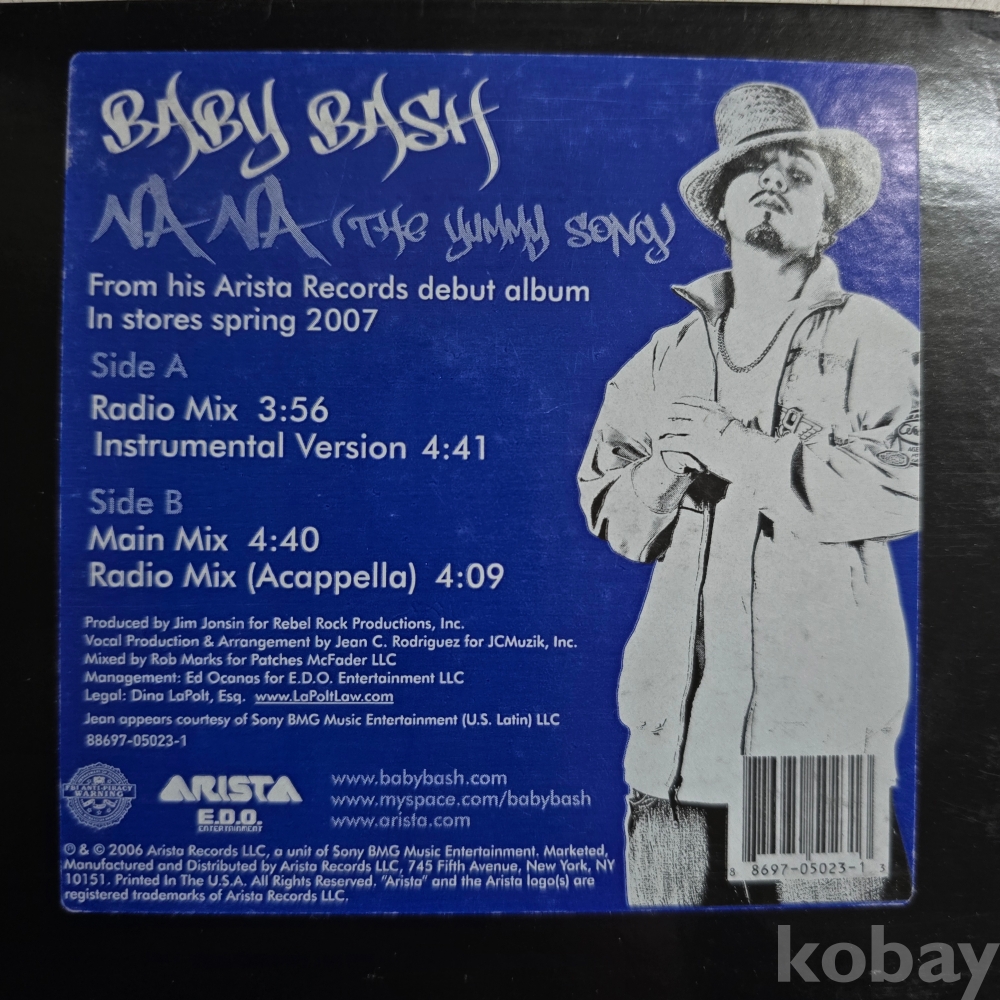 BABY BASH
NA NA (THE YUMMY SONG)
From his Arista Records debut album
In stores spring 2007
Side A
Radio Mix 3:56
Instrumental Version 4:41
Side B
Main Mix 4:40
Radio Mix (Acappella) 4:09
Produced by Jim Jonsin for Rebel Rock Productions, Inc.
Vocal Production & Arrangement by Jean C. Rodriguez for JCMuzik, Inc.
Mixed by Rob Marks for Patches McFader LLC
Management: Ed Ocanas for E.D.O. Entertainment LLC
Legal: Dina LaPolt, Esq. www.LaPoltLaw.com
Jean appears courtesy of Sony BMG Music Entertainment (U.S. Latin) LLC
88697-05023-1
FBI ANTI-PIRACY
WARNING
ARISTA
E.D.O.
ENTERTAINMENT
www.babybash.com
www.myspace.com/babybash
www.arista.com
℗ & © 2006 Arista Records LLC, a unit of Sony BMG Music Entertainment. Marketed,
Manufactured and Distributed by Arista Records LLC, 745 Fifth Avenue, New York, NY
10151. Printed In The U.S.A. All Rights Reserved. "Arista" and the Arista logo(s) are
registered trademarks of Arista Records LLC.
8 8697-05023-1 3
kobay